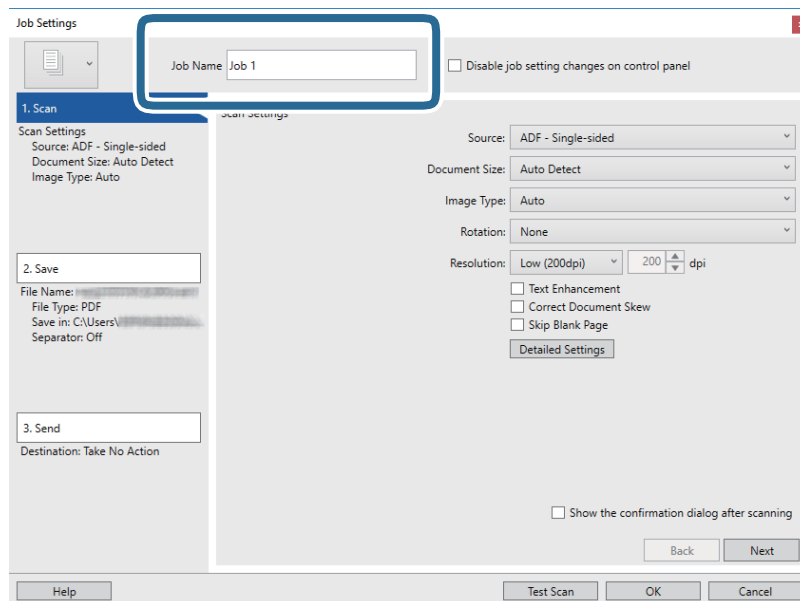 Job Settings
Job Name Job 1
Disable job setting changes on control panel
1. Scan
Scan Settings
Source: ADF - Single-sided
Document Size: Auto Detect
Image Type: Auto
2. Save
File Name:
File Type: PDF
Save in: C:\Users\
Separator: Off
3. Send
Destination: Take No Action
Scan Settings
Source: ADF - Single-sided
Document Size: Auto Detect
Image Type: Auto
Rotation: None
Resolution: Low (200dpi) 200 dpi
Text Enhancement
Correct Document Skew
Skip Blank Page
Detailed Settings
Show the confirmation dialog after scanning
Back Next
Help Test Scan OK Cancel